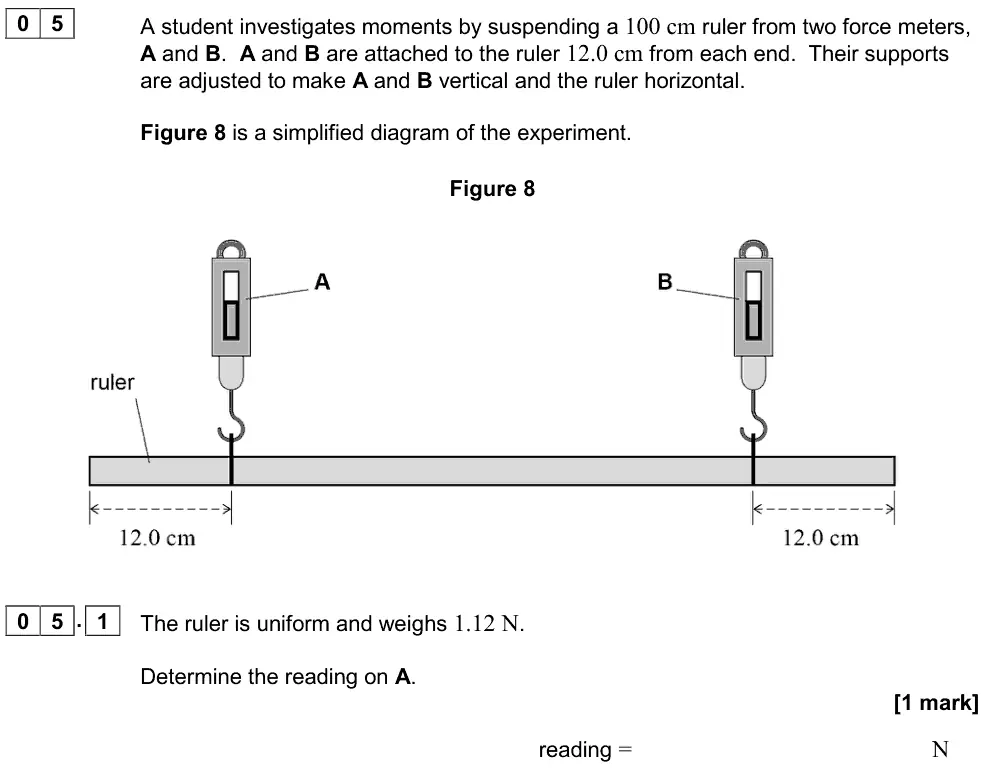 0 5 A student investigates moments by suspending a 100 cm ruler from two force meters,
A and B. A and B are attached to the ruler 12.0 cm from each end. Their supports
are adjusted to make A and B vertical and the ruler horizontal.
Figure 8 is a simplified diagram of the experiment.
Figure 8
A
B
ruler
12.0 cm
12.0 cm
0 5 . 1 The ruler is uniform and weighs 1.12 N.
Determine the reading on A.
[1 mark]
reading = N